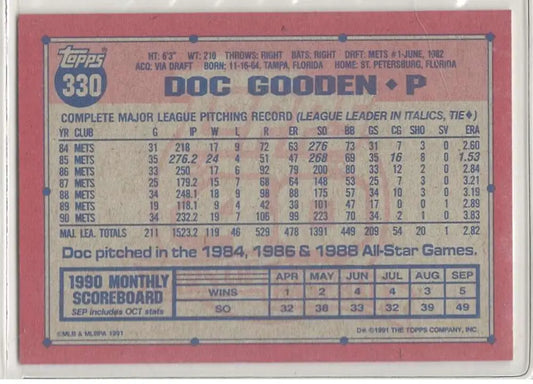 topps
330
HT: 6'3" WT: 210 THROWS: RIGHT BATS: RIGHT DRFT: METS #1-JUNE, 1982
ACQ: VIA DRAFT BORN: 11-16-64, TAMPA, FLORIDA HOME: ST. PETERSBURG, FLORIDA
DOC GOODEN ♦ P
COMPLETE MAJOR LEAGUE PITCHING RECORD (LEAGUE LEADER IN ITALICS, TIE♦)
YR CLUB G IP W L R ER SO BB GS CG SHO SV ERA
84 METS 31 218 17 9 72 63 276 73 31 7 3 0 2.60
85 METS 35 276.2 24 4 51 47 268 69 35 16 8 0 1.53
86 METS 33 250 17 6 92 79 200 80 33 12 2 0 2.84
87 METS 25 179.2 15 7 68 64 148 53 25 7 3 0 3.21
88 METS 34 248.1 18 9 98 88 175 57 34 10 3 0 3.19
89 METS 19 118.1 9 4 42 38 101 47 17 0 0 1 2.89
90 METS 34 232.2 19 7 106 99 223 70 34 2 1 0 3.83
MAJ. LEA. TOTALS 211 1523.2 119 46 529 478 1391 449 209 54 20 1 2.82
Doc pitched in the 1984, 1986 & 1988 All-Star Games.
1990 MONTHLY SCOREBOARD
SEP includes OCT stats
APR MAY JUN JUL AUG SEP
WINS 1 2 4 4 3 5
SO 32 38 33 32 39 49
©MLB & MLBPA 1991
D* ©1991 THE TOPPS COMPANY, INC.